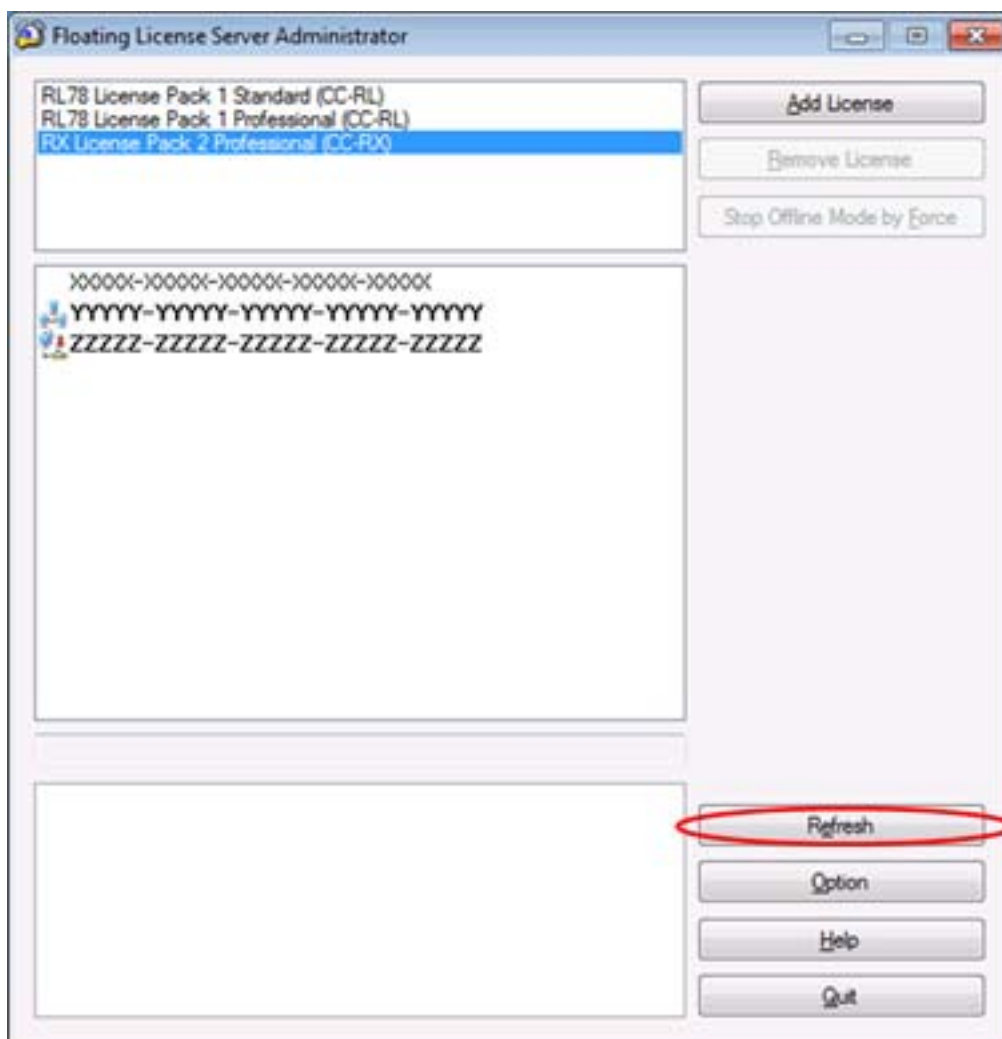 Floating License Server Administrator
RL78 License Pack 1 Standard (CC-RL)
RL78 License Pack 1 Professional (CC-RL)
RX License Pack 2 Professional (CC-RX)
Add License
Remove License
Stop Offline Mode by Force
XXXXX-XXXXX-XXXXX-XXXXX-XXXXX
YYYYY-YYYYY-YYYYY-YYYYY-YYYYY
ZZZZZ-ZZZZZ-ZZZZZ-ZZZZZ-ZZZZZ
Refresh
Option
Help
Quit